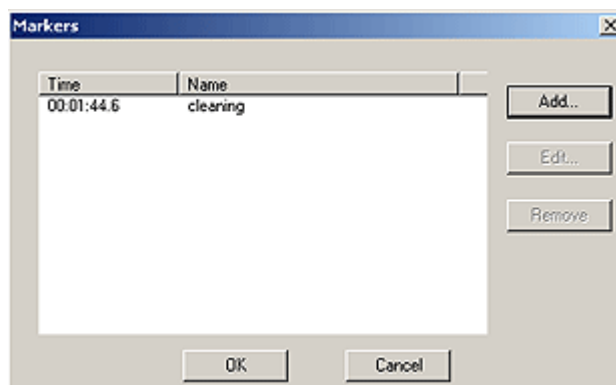 Markers
Time Name
00:01:44.6 cleaning
Add...
Edit...
Remove
OK Cancel